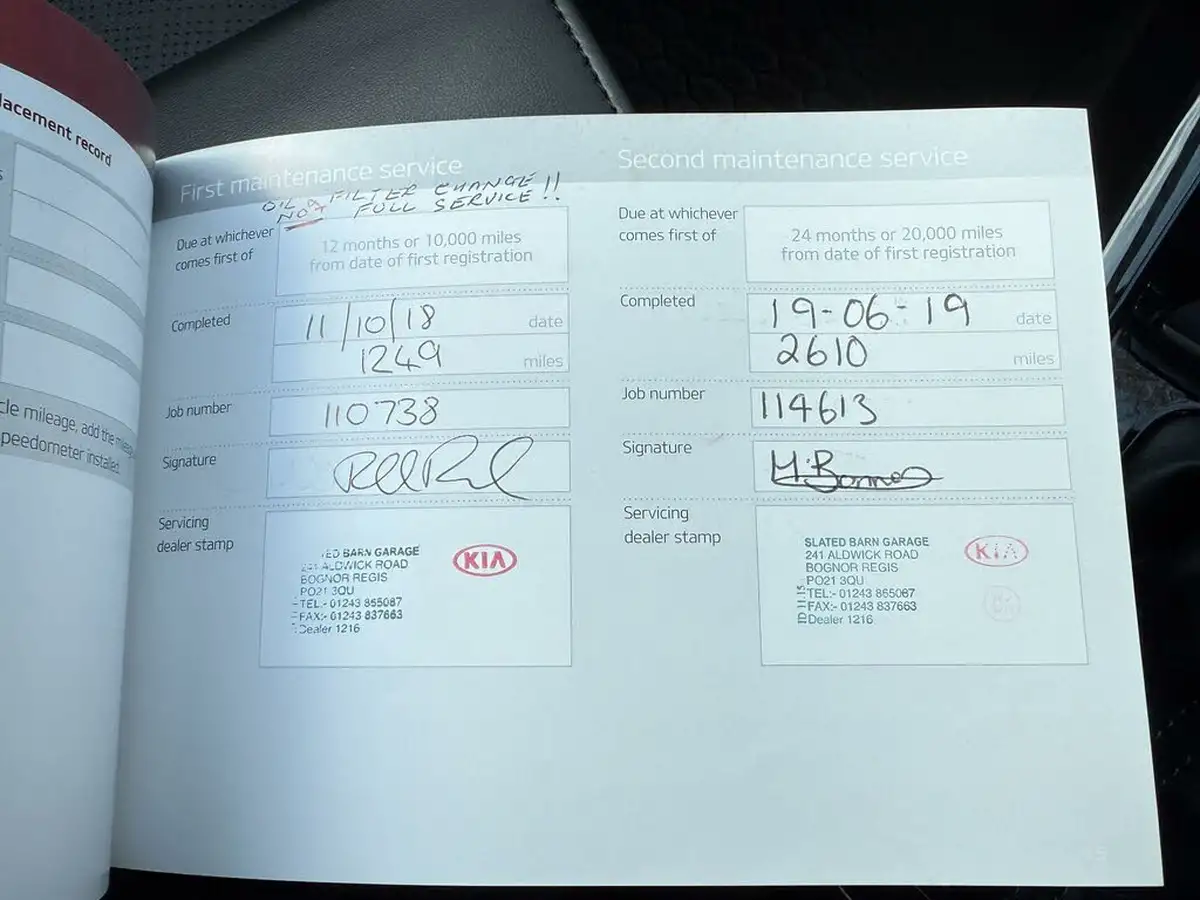 lacement record
cle mileage, add the mileage
peedometer installed
First maintenance service
OIL & FILTER CHANGE !!
NOT FULL SERVICE !!
Due at whichever
comes first of
12 months or 10,000 miles
from date of first registration
Completed
11/10/18 date
1249 miles
Job number
110738
Signature
Servicing
dealer stamp
TED BARN GARAGE
241 ALDWICK ROAD
BOGNOR REGIS
PO21 3QU
TEL:- 01243 865087
FAX:- 01243 837663
Dealer 1216
KIA
Second maintenance service
Due at whichever
comes first of
24 months or 20,000 miles
from date of first registration
Completed
19-06-19 date
2610 miles
Job number
114613
Signature
Servicing
dealer stamp
SLATED BARN GARAGE
241 ALDWICK ROAD
BOGNOR REGIS
PO21 3QU
TEL:- 01243 865087
FAX:- 01243 837663
Dealer 1216
KIA